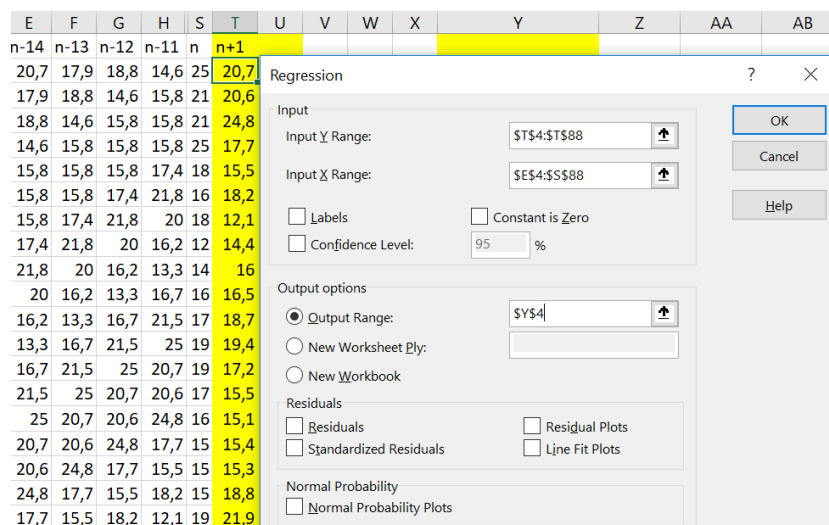 E F G H S T U V W X Y Z AA AB
n-14 n-13 n-12 n-11 n n+1
20,7 17,9 18,8 14,6 25 20,7
17,9 18,8 14,6 15,8 21 20,6
18,8 14,6 15,8 15,8 21 24,8
14,6 15,8 15,8 15,8 25 17,7
15,8 15,8 15,8 17,4 18 15,5
15,8 15,8 17,4 21,8 16 18,2
15,8 17,4 21,8 20 18 12,1
17,4 21,8 20 16,2 12 14,4
21,8 20 16,2 13,3 14 16
20 16,2 13,3 16,7 16 16,5
16,2 13,3 16,7 21,5 17 18,7
13,3 16,7 21,5 25 19 19,4
16,7 21,5 25 20,7 19 17,2
21,5 25 20,7 20,6 17 15,5
25 20,7 20,6 24,8 16 15,1
20,7 20,6 24,8 17,7 15 15,4
20,6 24,8 17,7 15,5 15 15,3
24,8 17,7 15,5 18,2 15 18,8
17,7 15,5 18,2 12,1 19 21,9
Regression ?
Input
Input Y Range: $T$4:$T$88
Input X Range: $E$4:$S$88
Labels Constant is Zero
Confidence Level: 95 %
Output options
Output Range: $Y$4
New Worksheet Ply:
New Workbook
Residuals
Residuals Residual Plots
Standardized Residuals Line Fit Plots
Normal Probability
Normal Probability Plots
OK
Cancel
Help